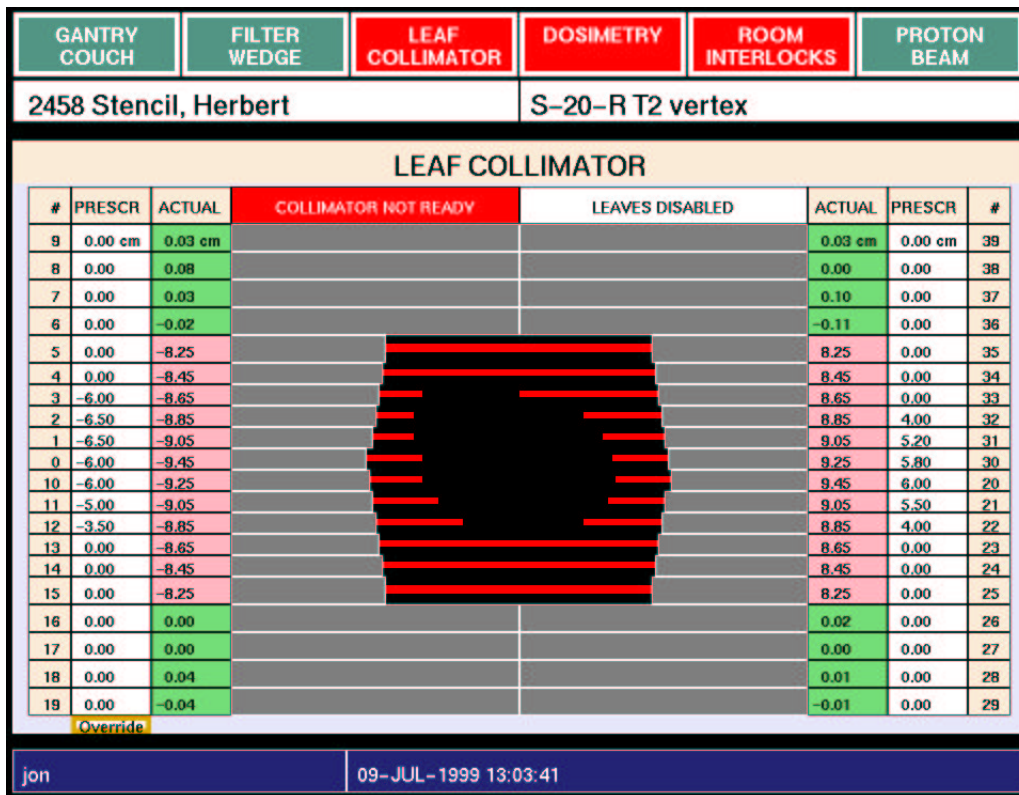 GANTRY COUCH FILTER WEDGE LEAF COLLIMATOR DOSIMETRY ROOM INTERLOCKS PROTON BEAM
2458 Stencil, Herbert S-20-R T2 vertex
LEAF COLLIMATOR
# PRESCR ACTUAL COLLIMATOR NOT READY LEAVES DISABLED ACTUAL PRESCR #
9 0.00 cm 0.03 cm 0.03 cm 0.00 cm 39
8 0.00 0.08 0.00 0.00 38
7 0.00 0.03 0.10 0.00 37
6 0.00 -0.02 -0.11 0.00 36
5 0.00 -8.25 8.25 0.00 35
4 0.00 -8.45 8.45 0.00 34
3 -6.00 -8.65 8.65 0.00 33
2 -6.50 -8.85 8.85 4.00 32
1 -6.50 -9.05 9.05 5.20 31
0 -6.00 -9.45 9.25 5.80 30
10 -6.00 -9.25 9.45 6.00 20
11 -5.00 -9.05 9.05 5.50 21
12 -3.50 -8.85 8.85 4.00 22
13 0.00 -8.65 8.65 0.00 23
14 0.00 -8.45 8.45 0.00 24
15 0.00 -8.25 8.25 0.00 25
16 0.00 0.00 0.02 0.00 26
17 0.00 0.00 0.00 0.00 27
18 0.00 0.04 0.01 0.00 28
19 0.00 -0.04 -0.01 0.00 29
Override
jon 09-JUL-1999 13:03:41